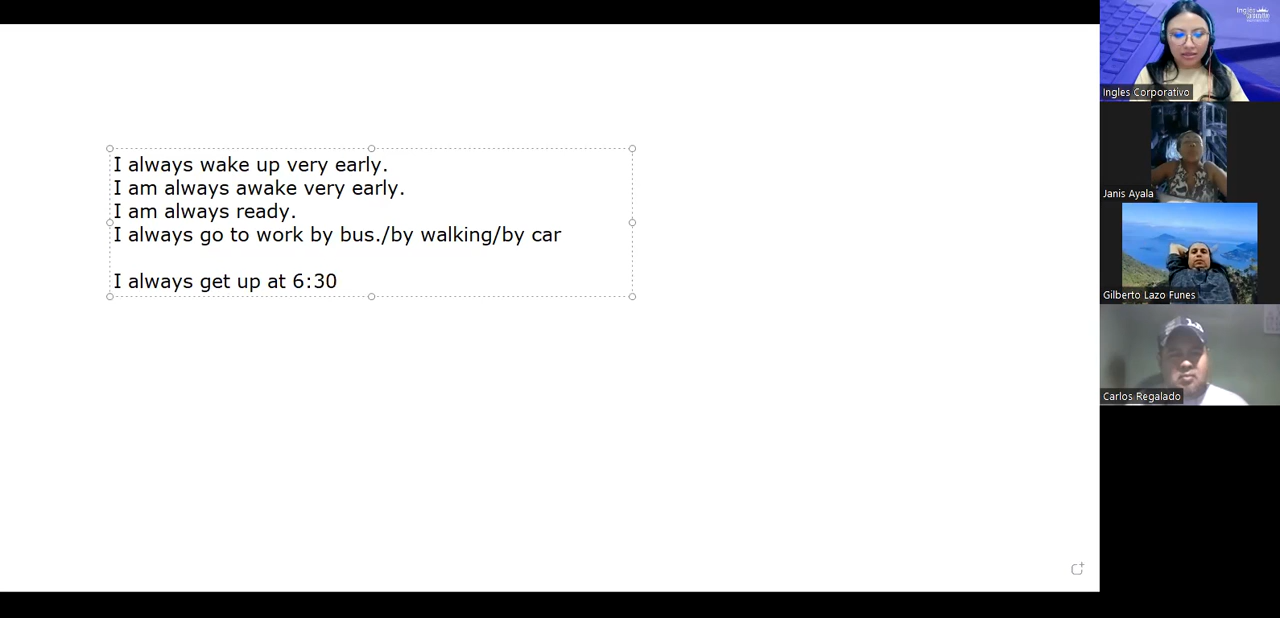 I always wake up very early.
I am always awake very early.
I am always ready.
I always go to work by bus./by walking/by car
I always get up at 6:30
Ingles Corporativo
Janis Ayala
Gilberto Lazo Funes
Carlos Regalado